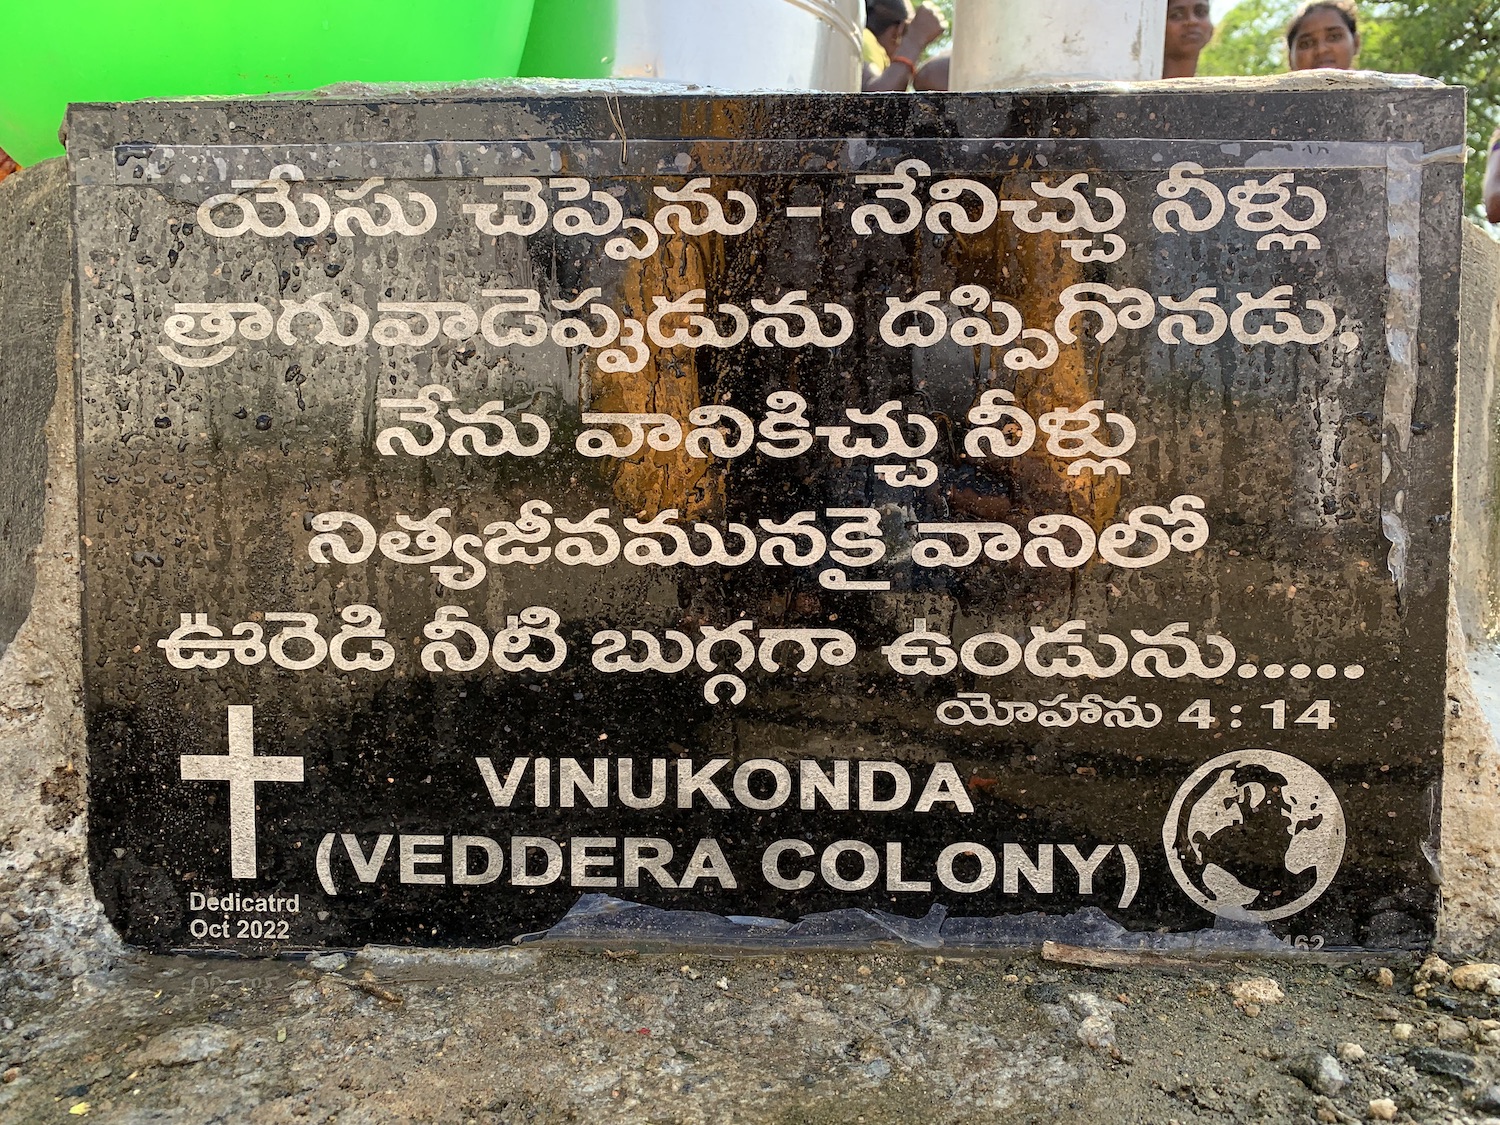 యేసు చెప్పెను - నేనిచ్చు నీళ్లు
త్రాగువాడెప్పుడును దప్పిగొనడు,
నేను వానికిచ్చు నీళ్లు
నిత్యజీవమునకై వానిలో
ఊరెడి నీటి బుగ్గగా ఉండును.....
యోహాను 4 : 14
VINUKONDA
(VEDDERA COLONY)
Dedicatrd
Oct 2022